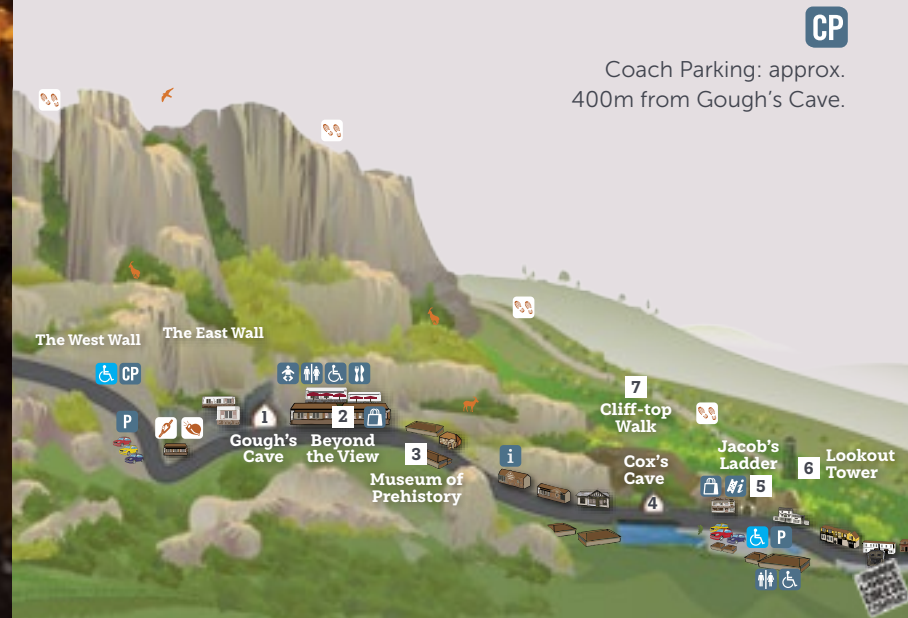 CP
Coach Parking: approx.
400m from Gough's Cave.
The West Wall
The East Wall
CP
P
1
Gough's
Cave
2
Beyond
the View
3
Museum of
Prehistory
i
7
Cliff-top
Walk
Cox's
Cave
4
Jacob's
Ladder
i
5
6
Lookout
Tower
P